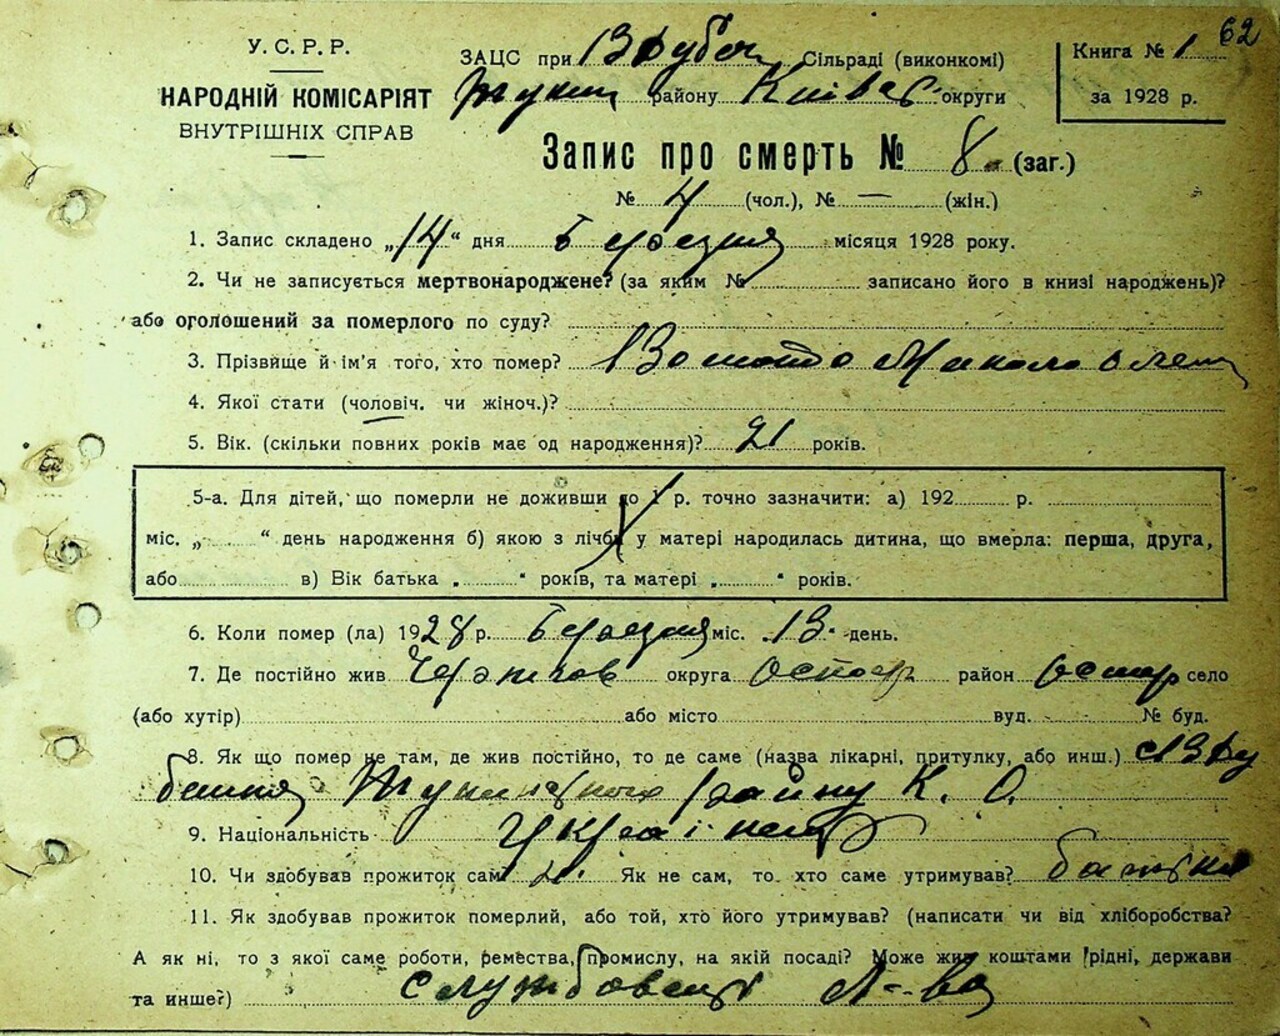 62
У. С. Р. Р.
НАРОДНІЙ КОМІСАРІЯТ
ВНУТРІШНІХ СПРАВ
ЗАЦС при Сільраді (виконкомі)
району Київс округи
Книга № 1
за 1928 р.
Запис про смерть № 8 (заг.)
№ 4 (чол.), № — (жін.)
1. Запис складено „14“ дня березня місяця 1928 року.
2. Чи не записується мертвонароджене? (за яким № записано його в книзі народжень)?
або оголошений за померлого по суду?
3. Прізвище й ім'я того, хто помер? Микола
4. Якої стати (чоловіч. чи жіноч.)?
5. Вік. (скільки повних років має од народження)? 21 років.
5-а. Для дітей, що померли не доживши до 1 р. точно зазначити: а) 192 р.
міс. „ “ день народження б) якою з лічби у матері народилась дитина, що вмерла: перша, друга,
або в) Вік батька „ “ років, та матері „ “ років.
6. Коли помер (ла) 1928 р. березня міс. 13 день.
7. Де постійно жив округа район село
(або хутір) або місто вуд. № буд.
8. Як що помер не там, де жив постійно, то де саме (назва лікарні, притулку, або инш.)
району К. О.
9. Національність українец
10. Чи здобував прожиток сам? Як не сам, то хто саме утримував? батьки
11. Як здобував прожиток померлий, або той, хто його утримував? (написати чи від хліборобства?
А як ні, то з якої саме роботи, ремества, промислу, на якій посаді? Може жив коштами рідні, держави
та инше?)